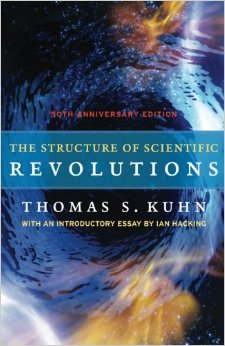 50TH ANNIVERSARY EDITION
THE STRUCTURE OF SCIENTIFIC
REVOLUTIONS
THOMAS S. KUHN
WITH AN INTRODUCTORY ESSAY BY IAN HACKING